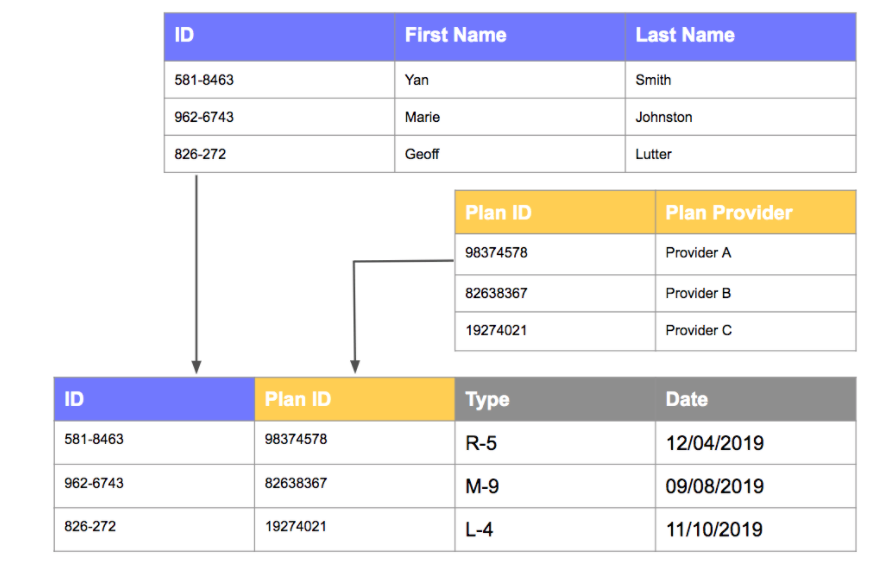 ID First Name Last Name
581-8463 Yan Smith
962-6743 Marie Johnston
826-272 Geoff Lutter
Plan ID Plan Provider
98374578 Provider A
82638367 Provider B
19274021 Provider C
ID Plan ID Type Date
581-8463 98374578 R-5 12/04/2019
962-6743 82638367 M-9 09/08/2019
826-272 19274021 L-4 11/10/2019